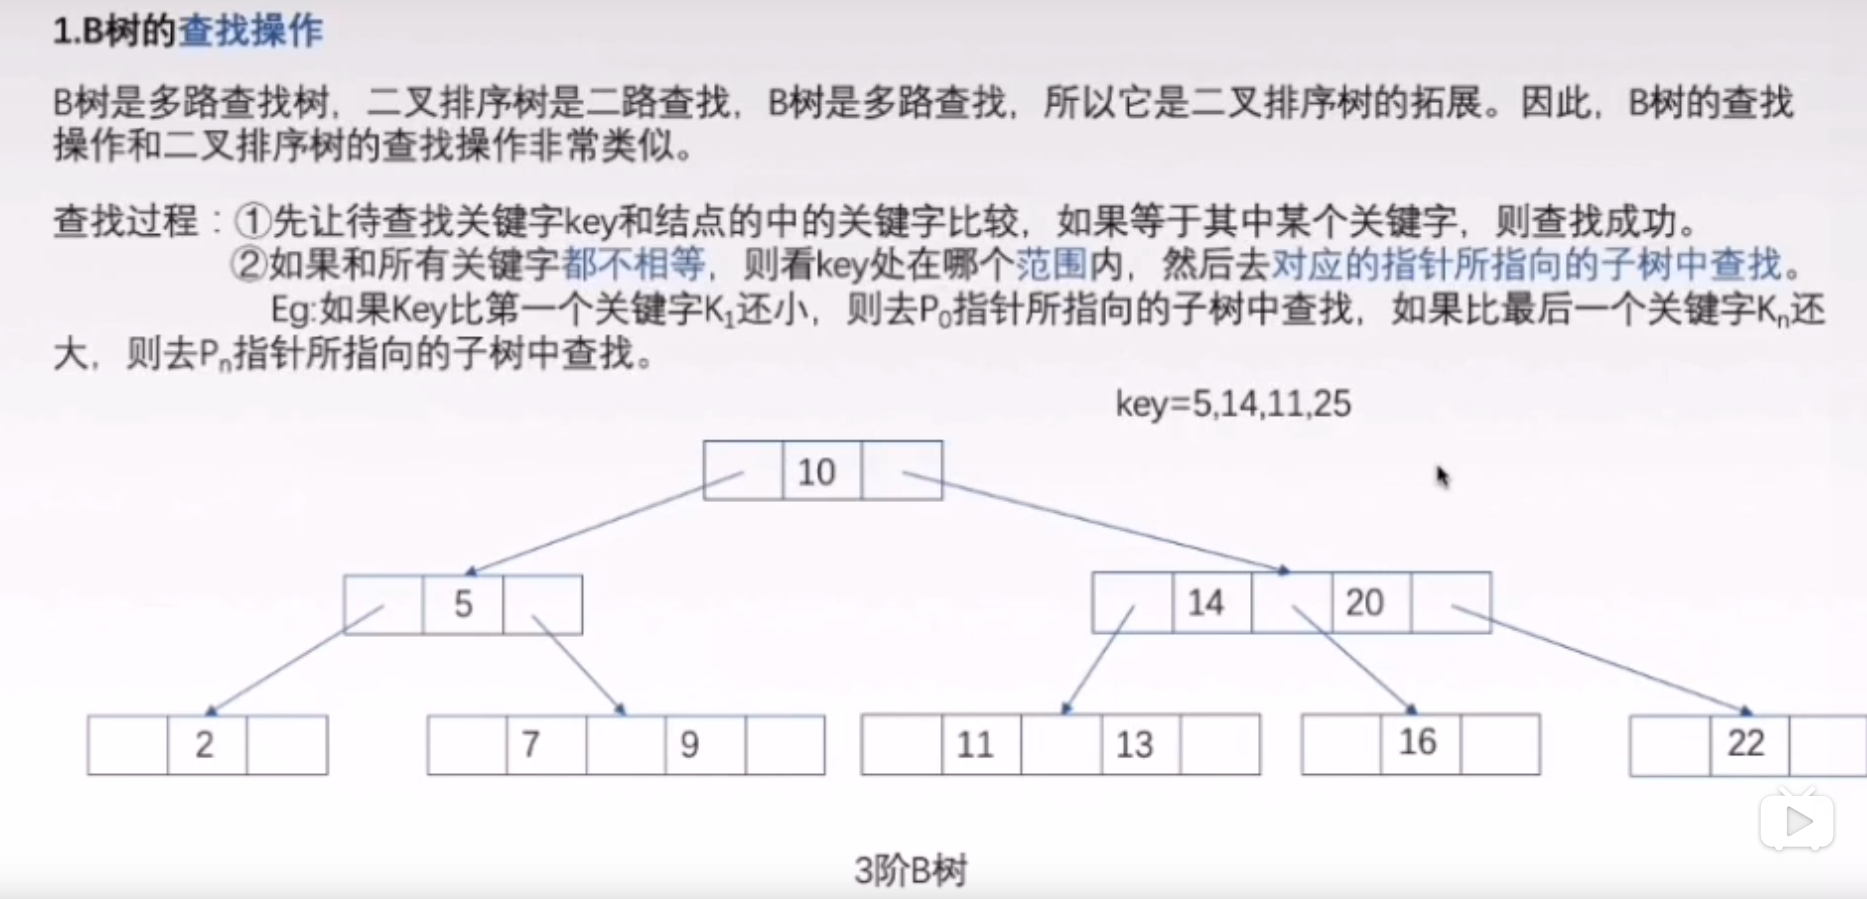 1.B树的查找操作
B树是多路查找树，二叉排序树是二路查找，B树是多路查找，所以它是二叉排序树的拓展。因此，B树的查找
操作和二叉排序树的查找操作非常类似。
查找过程：①先让待查找关键字key和结点的中的关键字比较，如果等于其中某个关键字，则查找成功。
②如果和所有关键字都不相等，则看key处在哪个范围内，然后去对应的指针所指向的子树中查找。
Eg:如果Key比第一个关键字K₁还小，则去P₀指针所指向的子树中查找，如果比最后一个关键字Kₙ还
大，则去Pₙ指针所指向的子树中查找。
key=5,14,11,25
10
5 14 20
2 7 9 11 13 16 22
3阶B树